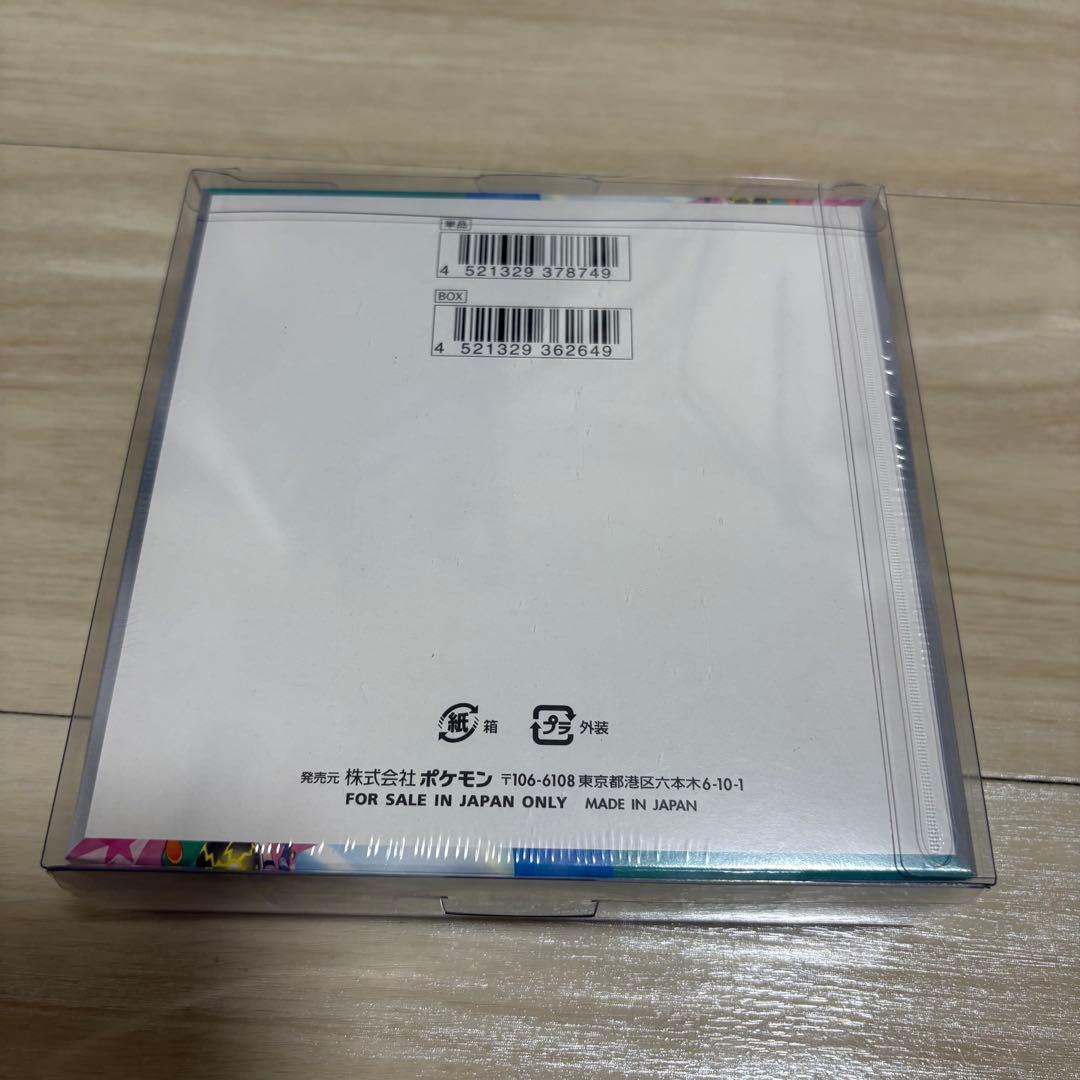 単品
4 521329 378749
BOX
4 521329 362649
紙 箱 プラ 外装
発売元 株式会社 ポケモン 〒106-6108 東京都港区六本木6-10-1
FOR SALE IN JAPAN ONLY MADE IN JAPAN